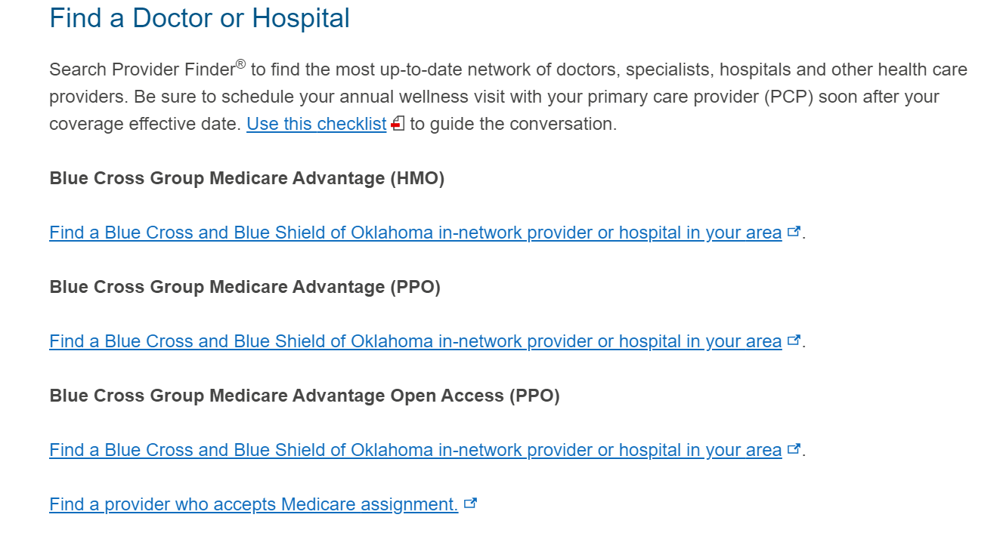 Find a Doctor or Hospital
Search Provider Finder® to find the most up-to-date network of doctors, specialists, hospitals and other health care
providers. Be sure to schedule your annual wellness visit with your primary care provider (PCP) soon after your
coverage effective date. Use this checklist to guide the conversation.
Blue Cross Group Medicare Advantage (HMO)
Find a Blue Cross and Blue Shield of Oklahoma in-network provider or hospital in your area .
Blue Cross Group Medicare Advantage (PPO)
Find a Blue Cross and Blue Shield of Oklahoma in-network provider or hospital in your area .
Blue Cross Group Medicare Advantage Open Access (PPO)
Find a Blue Cross and Blue Shield of Oklahoma in-network provider or hospital in your area .
Find a provider who accepts Medicare assignment.